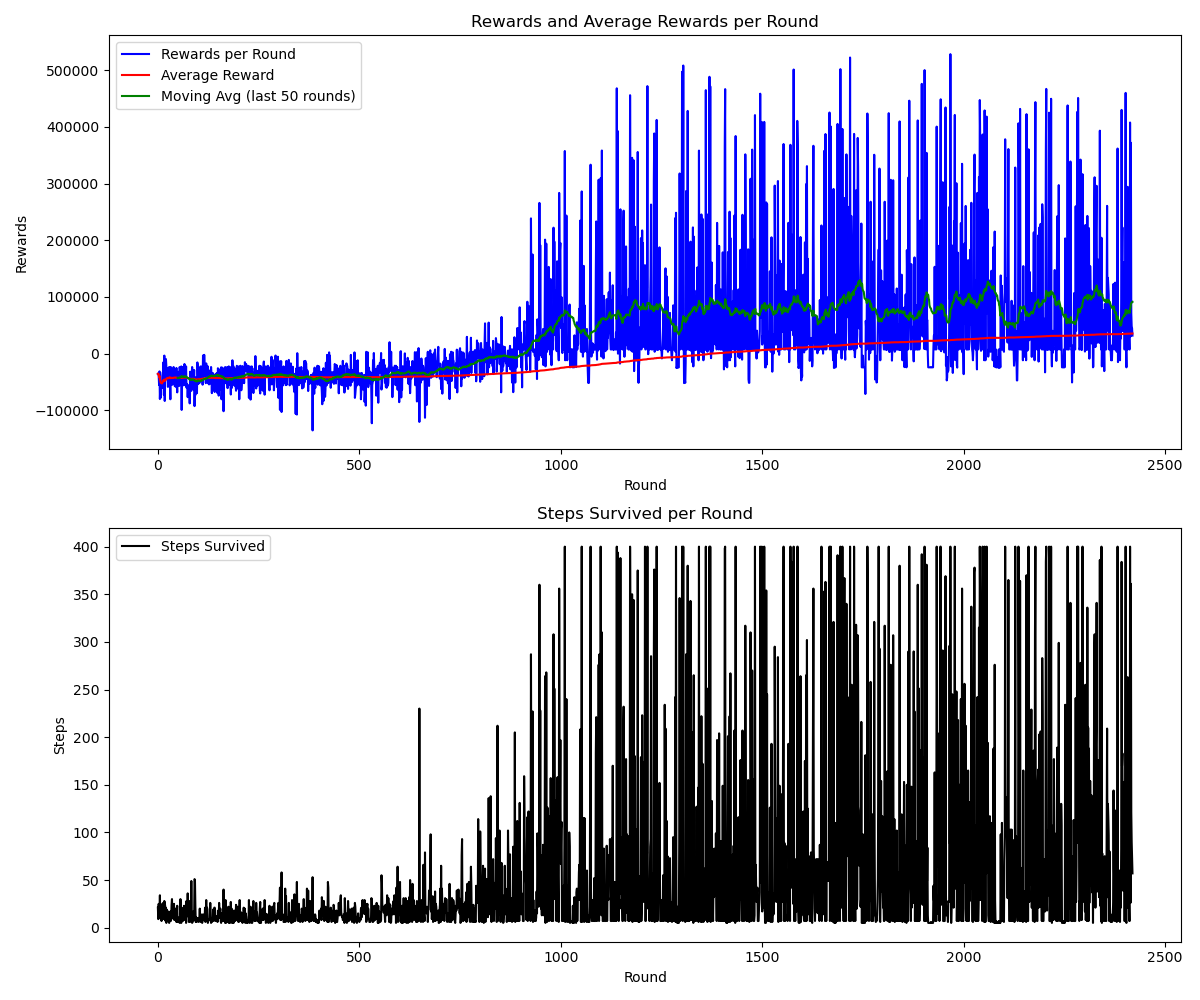 Rewards and Average Rewards per Round
Rewards per Round
Average Reward
Moving Avg (last 50 rounds)
500000
400000
300000
200000
100000
0
−100000
Rewards
0
500
1000
1500
2000
2500
Round
Steps Survived per Round
Steps Survived
400
350
300
250
200
150
100
50
0
Steps
0
500
1000
1500
2000
2500
Round